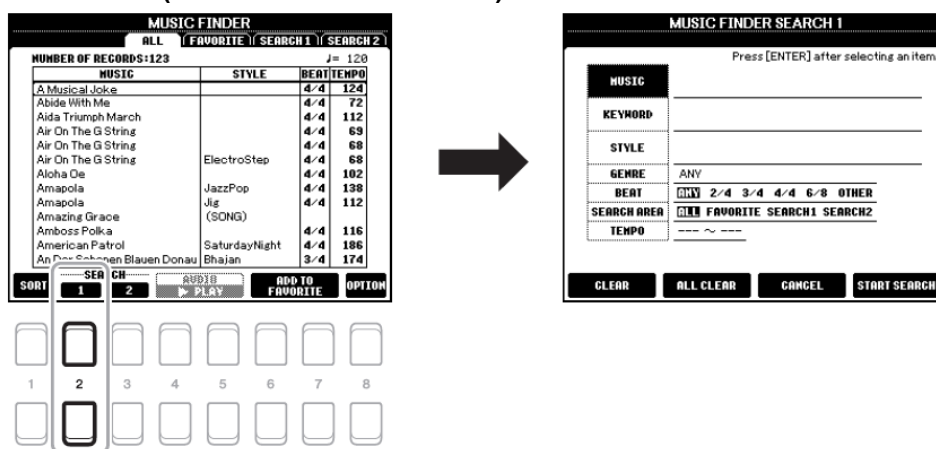 MUSIC FINDER
ALL FAVORITE SEARCH 1 SEARCH 2
NUMBER OF RECORDS:123 ♩= 120
MUSIC STYLE BEAT TEMPO
A Musical Joke 4/4 124
Abide With Me 4/4 72
Aida Triumph March 4/4 112
Air On The G String 4/4 69
Air On The G String 4/4 68
Air On The G String ElectroStep 4/4 68
Aloha Oe 4/4 102
Amapola JazzPop 4/4 138
Amapola Jig 4/4 112
Amazing Grace (SONG)
Amboss Polka 4/4 116
American Patrol SaturdayNight 4/4 186
An Der Schonen Blauen Donau Bhajan 3/4 174
SORT SEARCH 1 2 AUDIO ▶ PLAY ADD TO FAVORITE OPTION
1 2 3 4 5 6 7 8
MUSIC FINDER SEARCH 1
Press [ENTER] after selecting an item
MUSIC
KEYWORD
STYLE
GENRE ANY
BEAT ANY 2/4 3/4 4/4 6/8 OTHER
SEARCH AREA ALL FAVORITE SEARCH1 SEARCH2
TEMPO --- ~ ---
CLEAR ALL CLEAR CANCEL START SEARCH